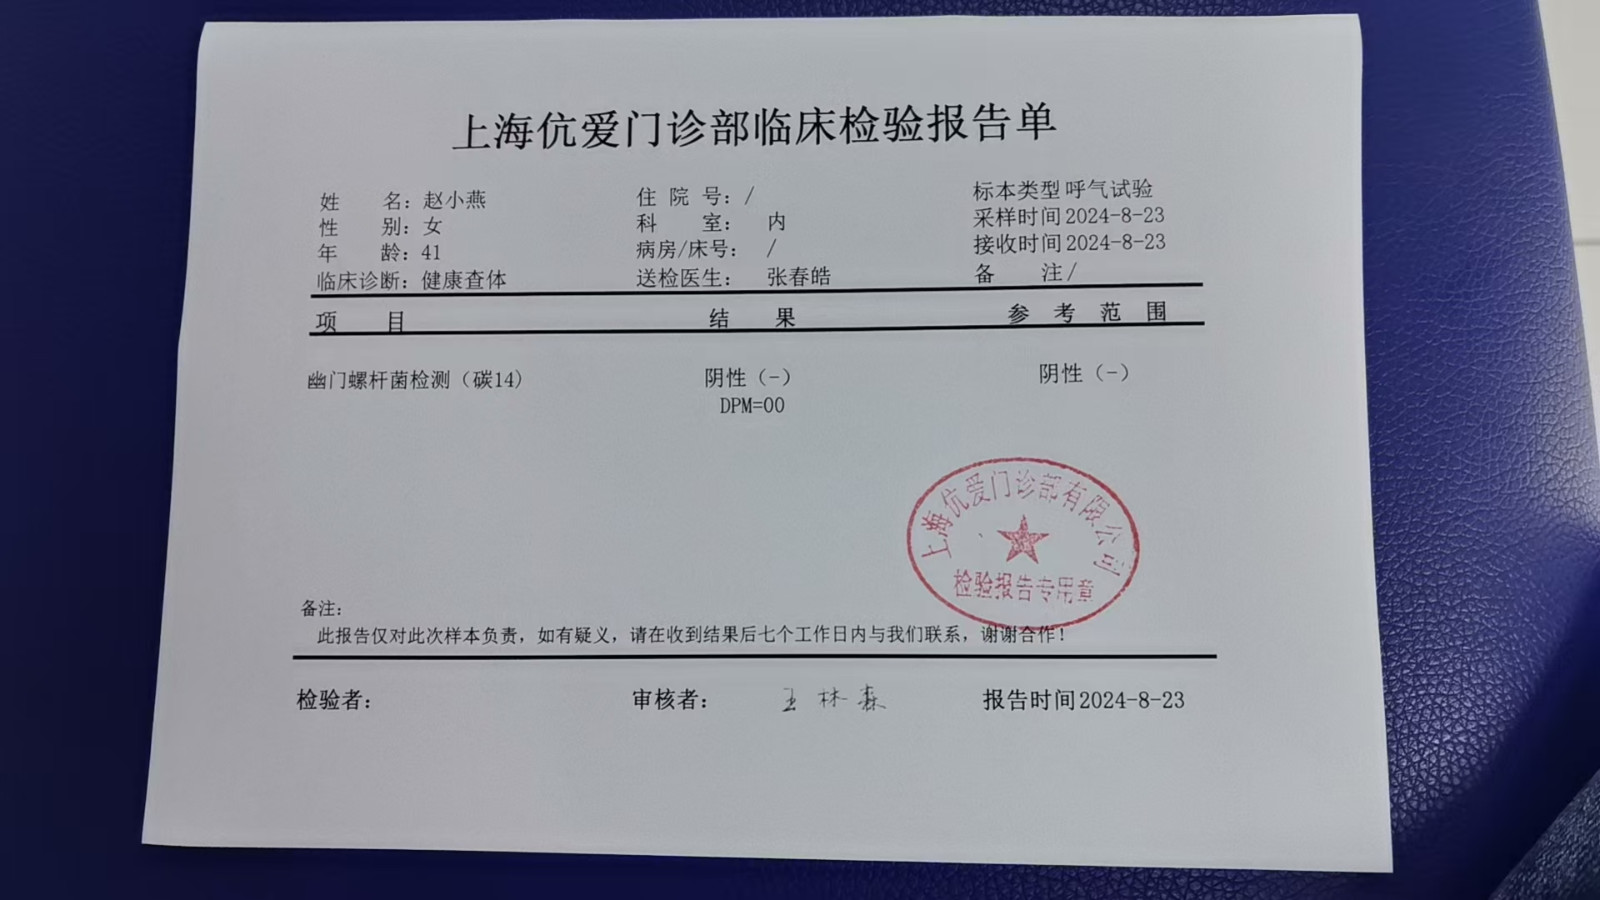 上海伉爱门诊部临床检验报告单
姓 名：赵小燕 住 院 号：/ 标本类型 呼气试验
性 别：女 科 室： 内 采样时间 2024-8-23
年 龄：41 病房/床号： / 接收时间 2024-8-23
临床诊断：健康查体 送检医生： 张春皓 备 注 /
项 目 结 果 参 考 范 围
幽门螺杆菌检测（碳14） 阴性（-） 阴性（-）
DPM=00
上海伉爱门诊部有限公司
检验报告专用章
备注：
此报告仅对此次样本负责，如有疑义，请在收到结果后七个工作日内与我们联系，谢谢合作！
检验者： 审核者： 王林森 报告时间 2024-8-23